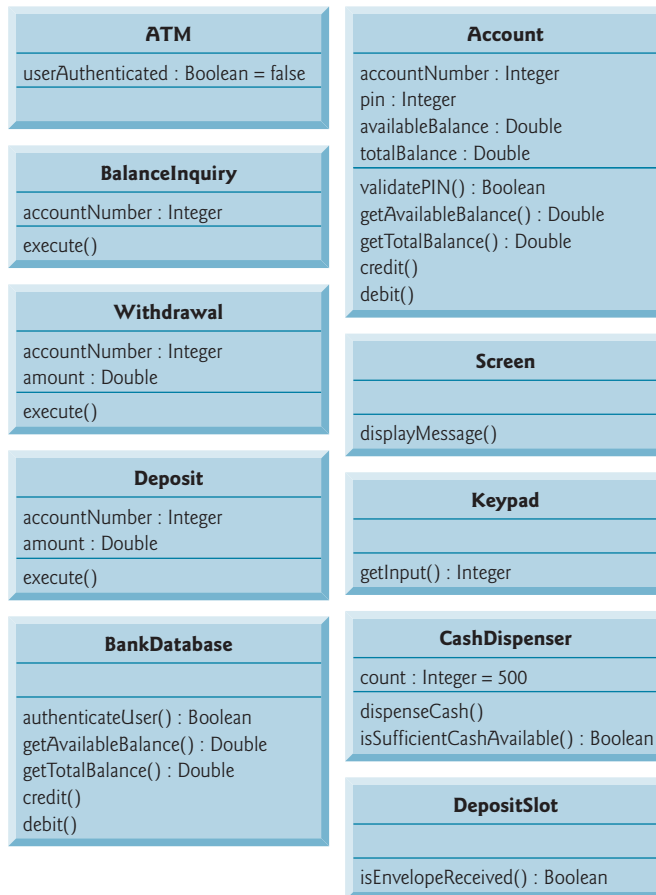 ATM
userAuthenticated : Boolean = false
BalanceInquiry
accountNumber : Integer
execute()
Withdrawal
accountNumber : Integer
amount : Double
execute()
Deposit
accountNumber : Integer
amount : Double
execute()
BankDatabase
authenticateUser() : Boolean
getAvailableBalance() : Double
getTotalBalance() : Double
credit()
debit()
Account
accountNumber : Integer
pin : Integer
availableBalance : Double
totalBalance : Double
validatePIN() : Boolean
getAvailableBalance() : Double
getTotalBalance() : Double
credit()
debit()
Screen
displayMessage()
Keypad
getInput() : Integer
CashDispenser
count : Integer = 500
dispenseCash()
isSufficientCashAvailable() : Boolean
DepositSlot
isEnvelopeReceived() : Boolean